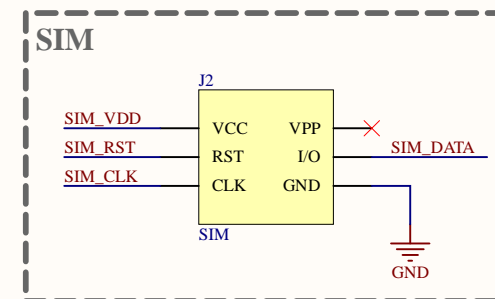 SIM
J2
SIM_VDD VCC VPP
SIM_RST RST I/O SIM_DATA
SIM_CLK CLK GND
SIM
GND